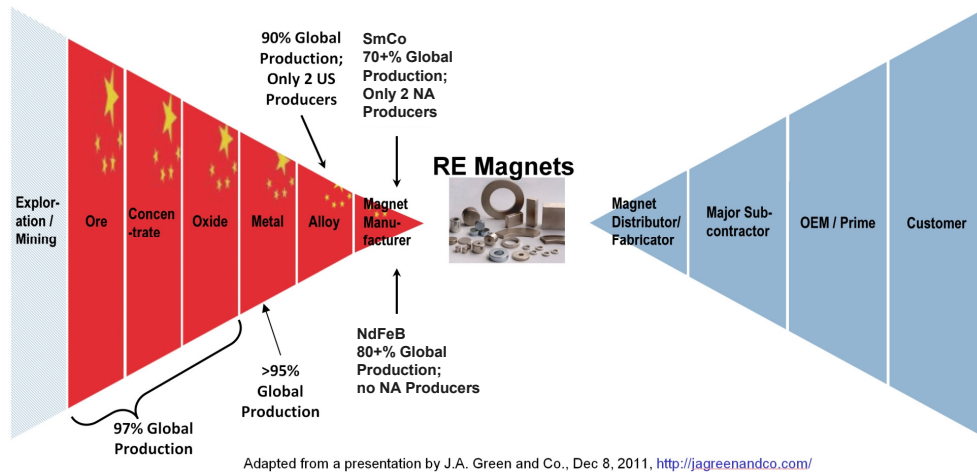 90% Global
Production;
Only 2 US
Producers
SmCo
70+% Global
Production;
Only 2 NA
Producers
RE Magnets
Explor-
ation /
Mining
Ore
Concen
-trate
Oxide
Metal
Alloy
Magnet
Manu-
facturer
Magnet
Distributor/
Fabricator
Major Sub-
contractor
OEM / Prime
Customer
NdFeB
80+% Global
Production;
no NA Producers
>95%
Global
Production
97% Global
Production
Adapted from a presentation by J.A. Green and Co., Dec 8, 2011, http://jagreenandco.com/